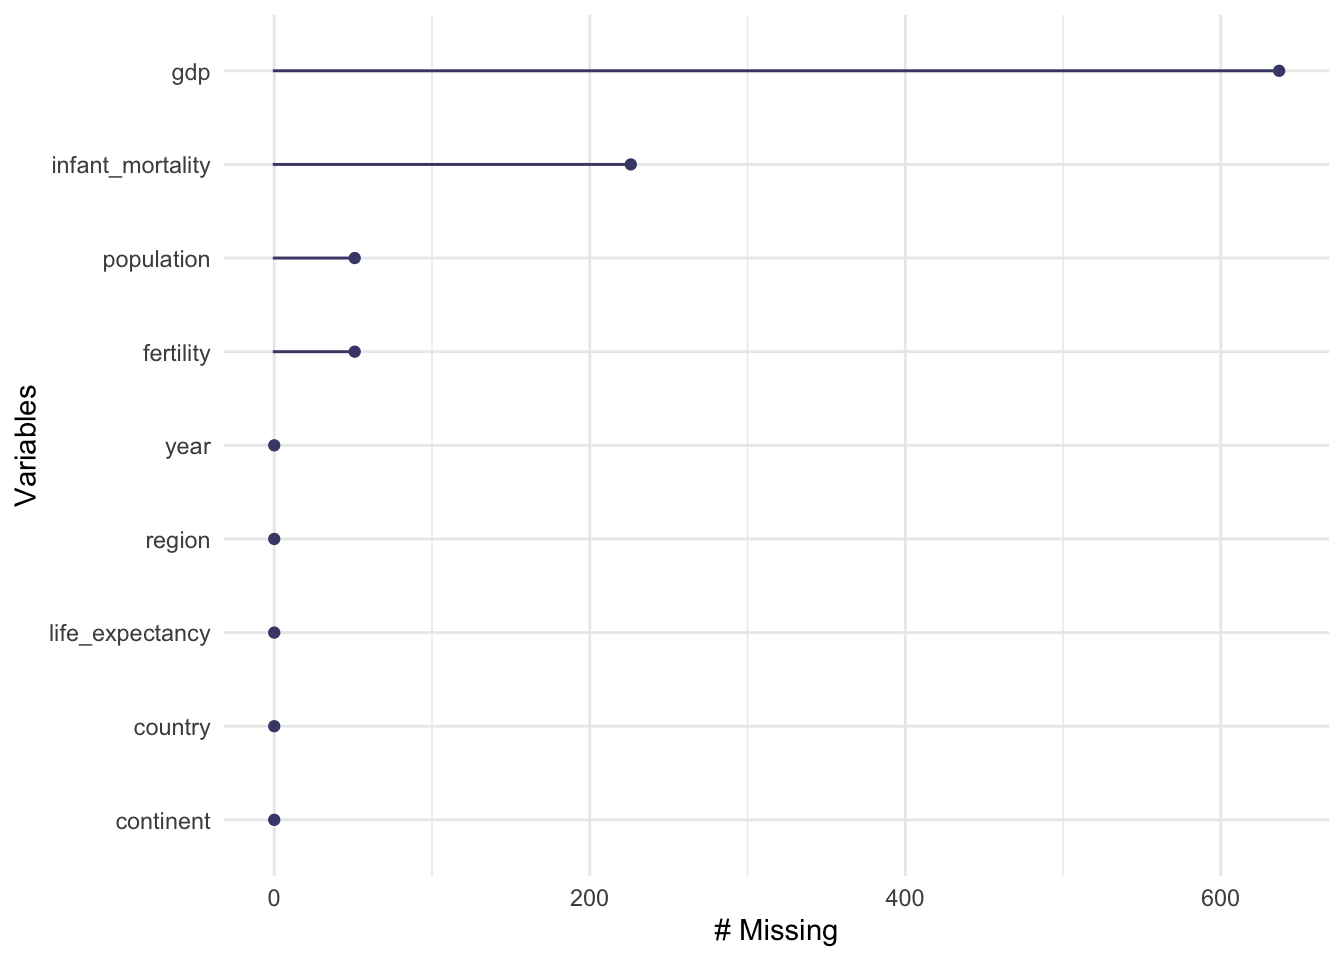 gdp
infant_mortality
population
fertility
year
region
life_expectancy
country
continent
Variables
0 200 400 600
# Missing